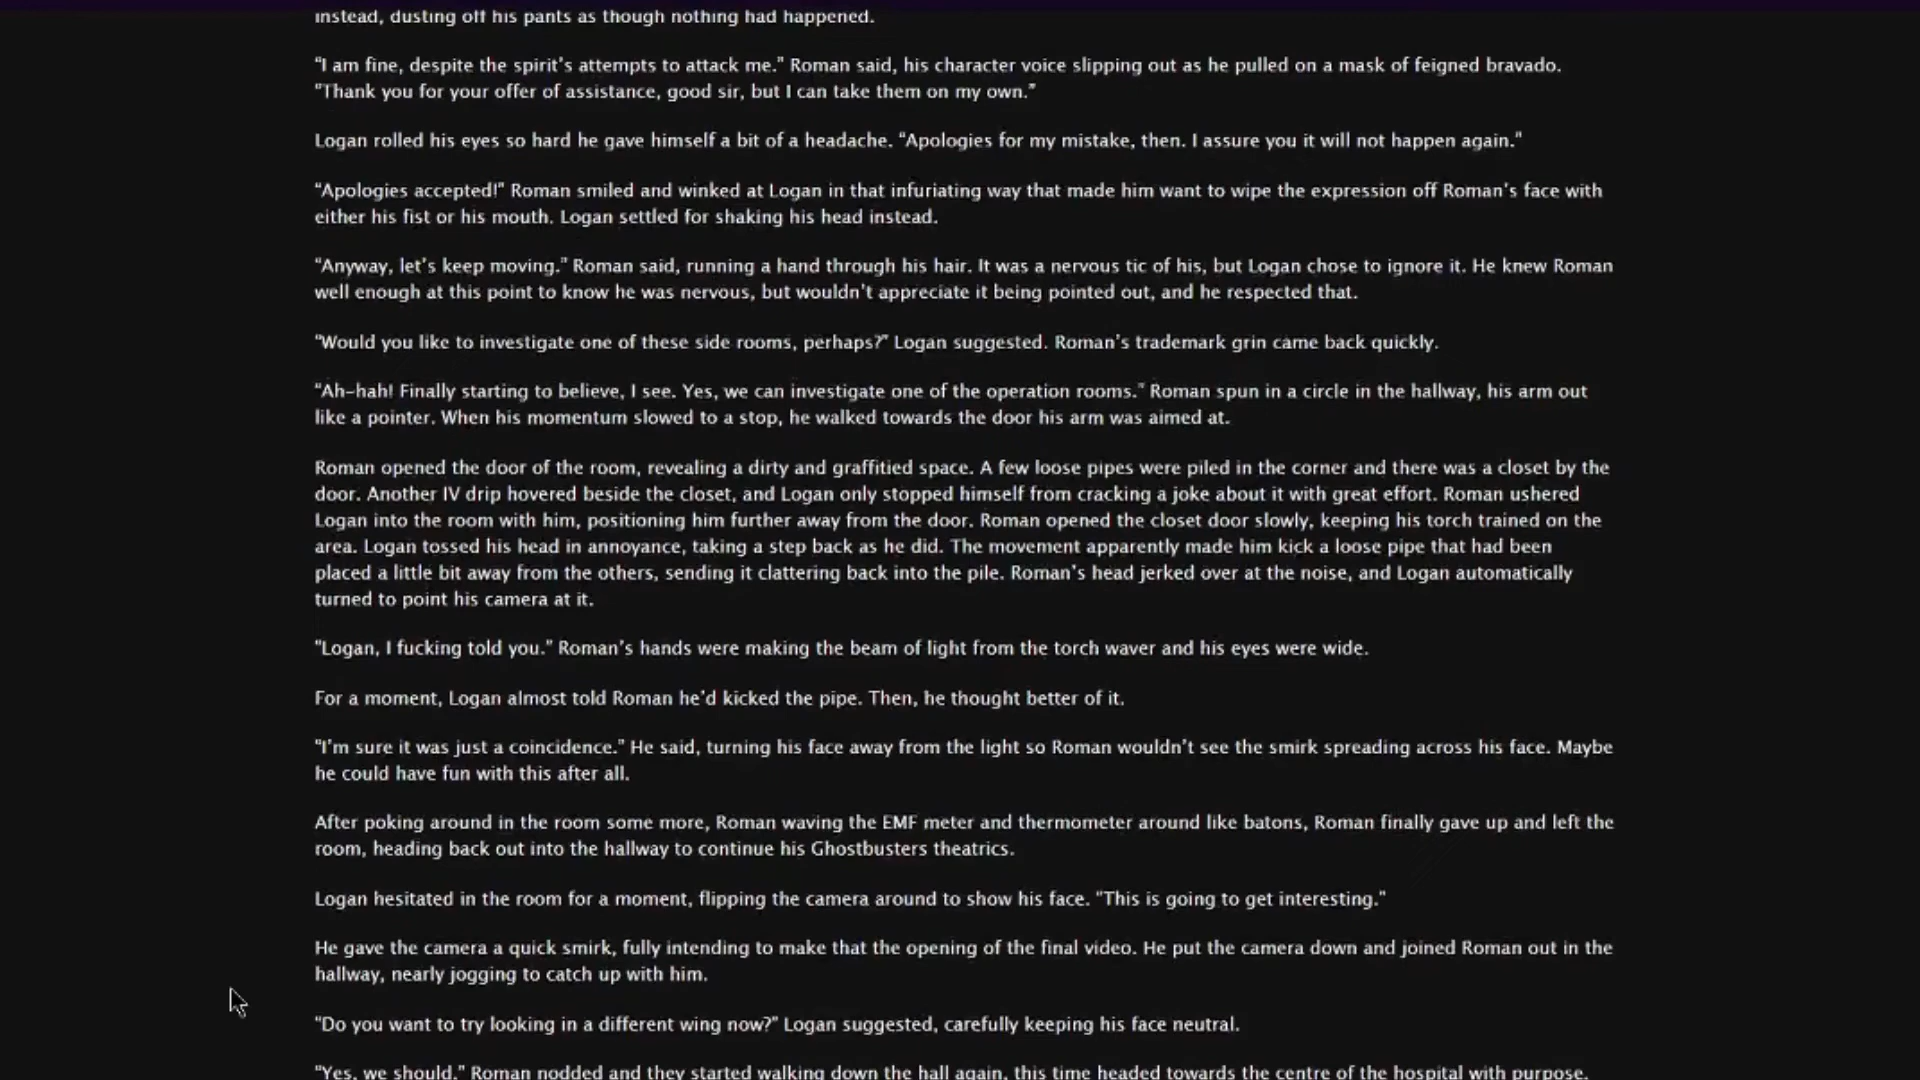 instead, dusting off his pants as though nothing had happened.
"I am fine, despite the spirit's attempts to attack me." Roman said, his character voice slipping out as he pulled on a mask of feigned bravado.
"Thank you for your offer of assistance, good sir, but I can take them on my own."
Logan rolled his eyes so hard he gave himself a bit of a headache. "Apologies for my mistake, then. I assure you it will not happen again."
"Apologies accepted!" Roman smiled and winked at Logan in that infuriating way that made him want to wipe the expression off Roman's face with
either his fist or his mouth. Logan settled for shaking his head instead.
"Anyway, let's keep moving." Roman said, running a hand through his hair. It was a nervous tic of his, but Logan chose to ignore it. He knew Roman
well enough at this point to know he was nervous, but wouldn't appreciate it being pointed out, and he respected that.
"Would you like to investigate one of these side rooms, perhaps?" Logan suggested. Roman's trademark grin came back quickly.
"Ah-hah! Finally starting to believe, I see. Yes, we can investigate one of the operation rooms." Roman spun in a circle in the hallway, his arm out
like a pointer. When his momentum slowed to a stop, he walked towards the door his arm was aimed at.
Roman opened the door of the room, revealing a dirty and graffitied space. A few loose pipes were piled in the corner and there was a closet by the
door. Another IV drip hovered beside the closet, and Logan only stopped himself from cracking a joke about it with great effort. Roman ushered
Logan into the room with him, positioning him further away from the door. Roman opened the closet door slowly, keeping his torch trained on the
area. Logan tossed his head in annoyance, taking a step back as he did. The movement apparently made him kick a loose pipe that had been
placed a little bit away from the others, sending it clattering back into the pile. Roman's head jerked over at the noise, and Logan automatically
turned to point his camera at it.
"Logan, I fucking told you." Roman's hands were making the beam of light from the torch waver and his eyes were wide.
For a moment, Logan almost told Roman he'd kicked the pipe. Then, he thought better of it.
"I'm sure it was just a coincidence." He said, turning his face away from the light so Roman wouldn't see the smirk spreading across his face. Maybe
he could have fun with this after all.
After poking around in the room some more, Roman waving the EMF meter and thermometer around like batons, Roman finally gave up and left the
room, heading back out into the hallway to continue his Ghostbusters theatrics.
Logan hesitated in the room for a moment, flipping the camera around to show his face. "This is going to get interesting."
He gave the camera a quick smirk, fully intending to make that the opening of the final video. He put the camera down and joined Roman out in the
hallway, nearly jogging to catch up with him.
"Do you want to try looking in a different wing now?" Logan suggested, carefully keeping his face neutral.
"Yes, we should." Roman nodded and they started walking down the hall again, this time headed towards the centre of the hospital with purpose.